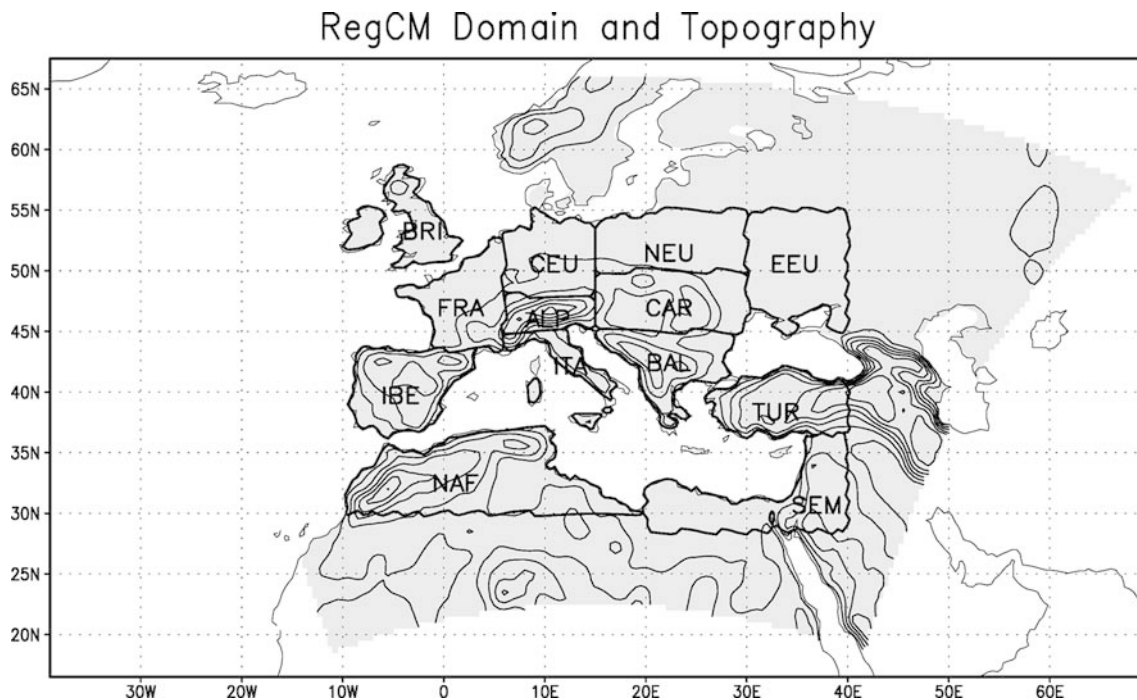 RegCM Domain and Topography
65N
60N
55N
BRI
NEU
50N
CEU
EEU
FRA
CAR
45N
ALP
ITA
BAL
40N
IBE
TUR
35N
NAF
SEM
30N
25N
20N
30W 20W 10W 0 10E 20E 30E 40E 50E 60E